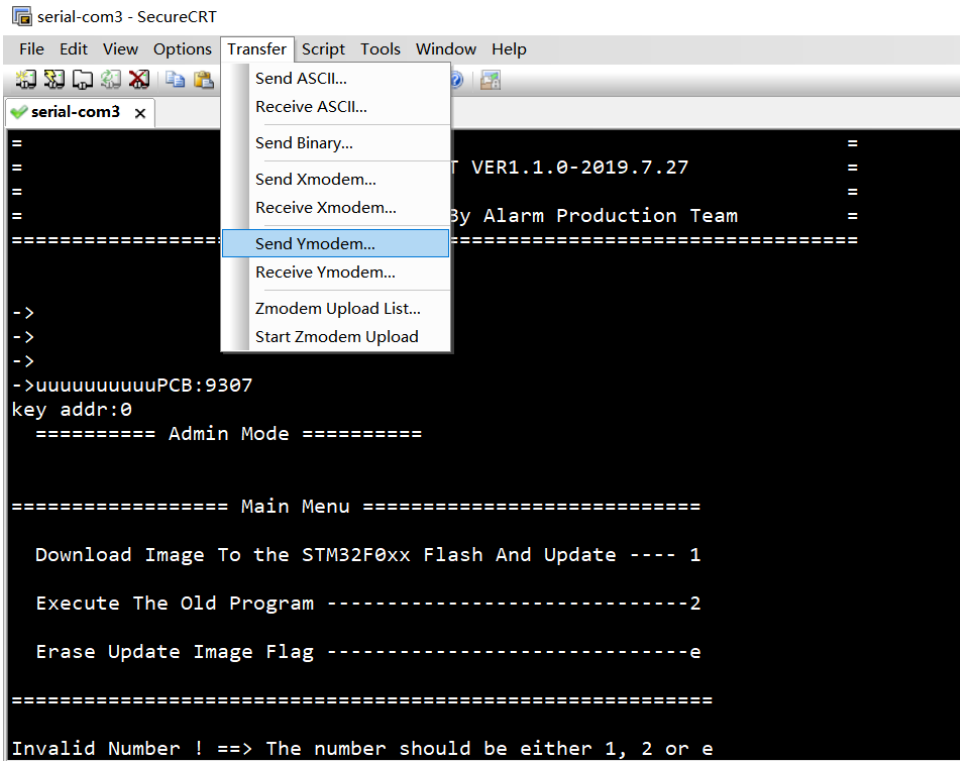 serial-com3 - SecureCRT
File Edit View Options Transfer Script Tools Window Help
serial-com3 x
Send ASCII...
Receive ASCII...
Send Binary...
Send Xmodem...
Receive Xmodem...
Send Ymodem...
Receive Ymodem...
Zmodem Upload List...
Start Zmodem Upload
= =
= VER1.1.0-2019.7.27 =
= =
= By Alarm Production Team =
======================================================================
->
->
->
->uuuuuuuuuuPCB:9307
key addr:0
========== Admin Mode ==========
================== Main Menu ============================
Download Image To the STM32F0xx Flash And Update ---- 1
Execute The Old Program ------------------------------2
Erase Update Image Flag ------------------------------e
==========================================================
Invalid Number ! ==> The number should be either 1, 2 or e